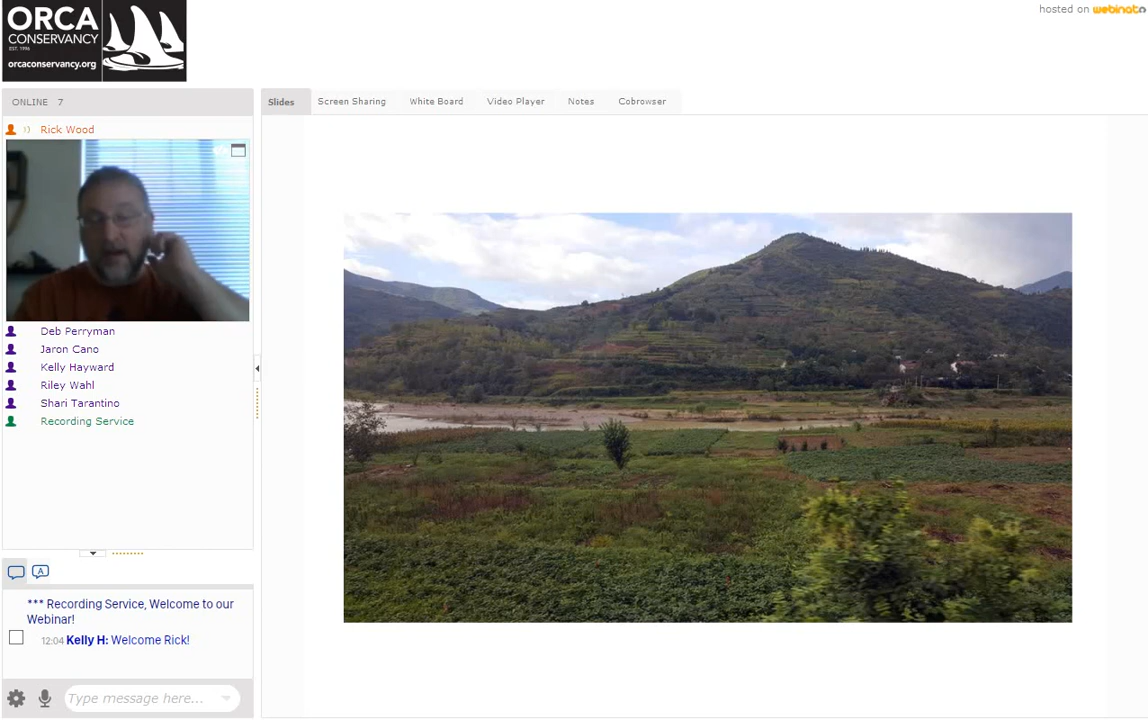 ORCA
CONSERVANCY
EST. 1996
orcaconservancy.org
hosted on webinato
ONLINE 7
Slides
Screen Sharing
White Board
Video Player
Notes
Cobrowser
Rick Wood
Deb Perryman
Jaron Cano
Kelly Hayward
Riley Wahl
Shari Tarantino
Recording Service
A
*** Recording Service, Welcome to our
Webinar!
12:04 Kelly H: Welcome Rick!
Type message here...